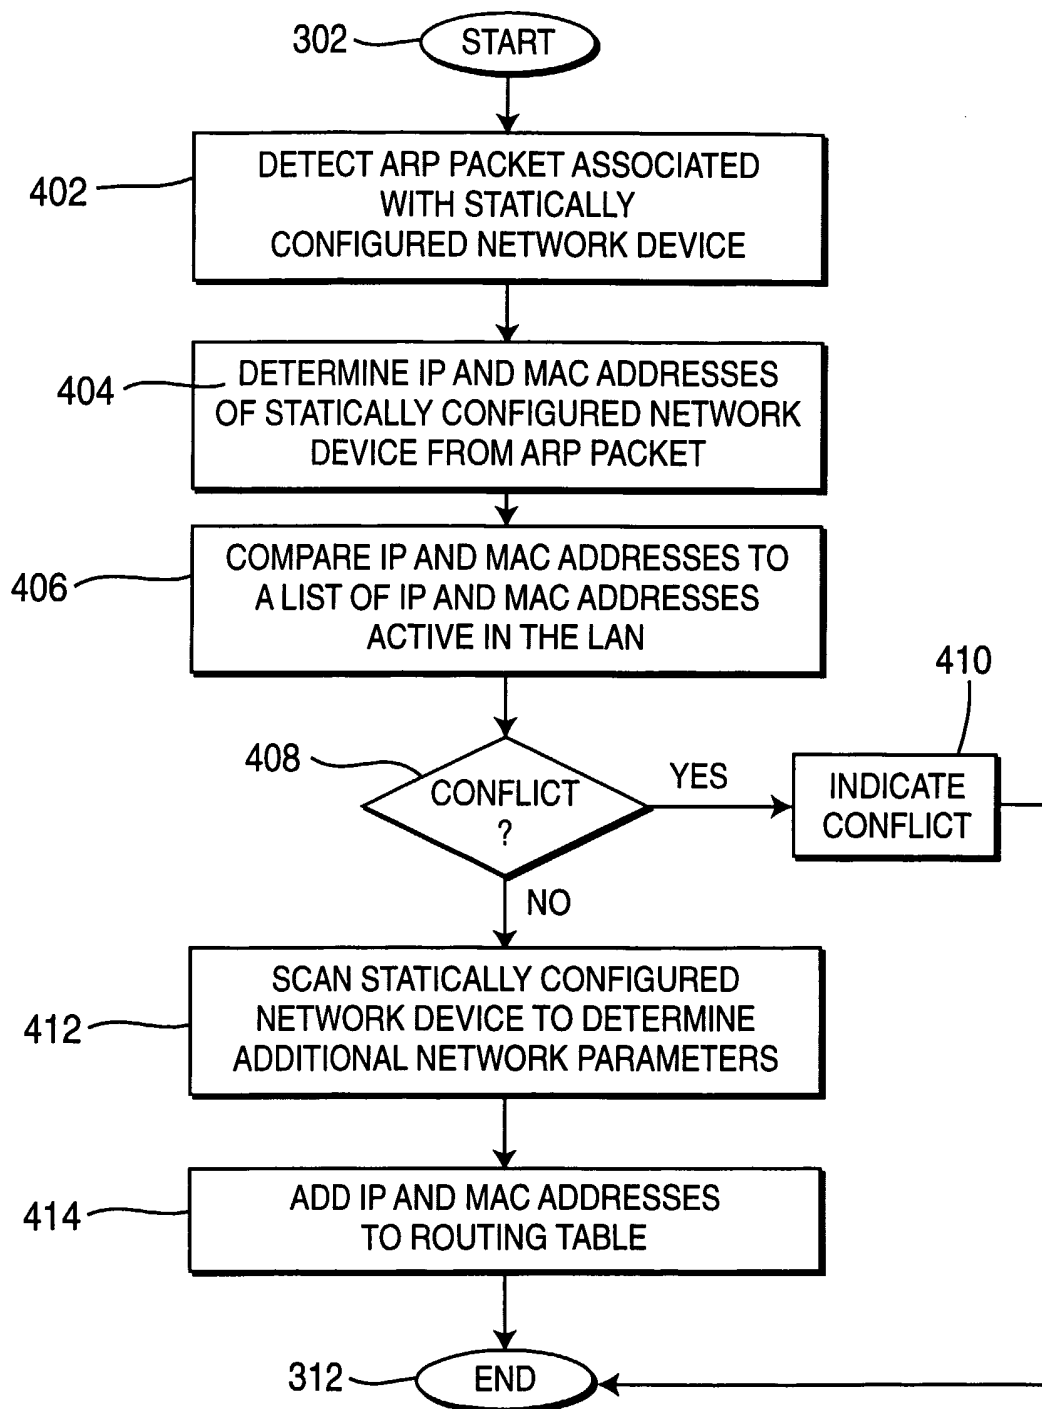 302
START
402
DETECT ARP PACKET ASSOCIATED
WITH STATICALLY
CONFIGURED NETWORK DEVICE
404
DETERMINE IP AND MAC ADDRESSES
OF STATICALLY CONFIGURED NETWORK
DEVICE FROM ARP PACKET
406
COMPARE IP AND MAC ADDRESSES TO
A LIST OF IP AND MAC ADDRESSES
ACTIVE IN THE LAN
408
CONFLICT
?
YES
410
INDICATE
CONFLICT
NO
412
SCAN STATICALLY CONFIGURED
NETWORK DEVICE TO DETERMINE
ADDITIONAL NETWORK PARAMETERS
414
ADD IP AND MAC ADDRESSES
TO ROUTING TABLE
312
END